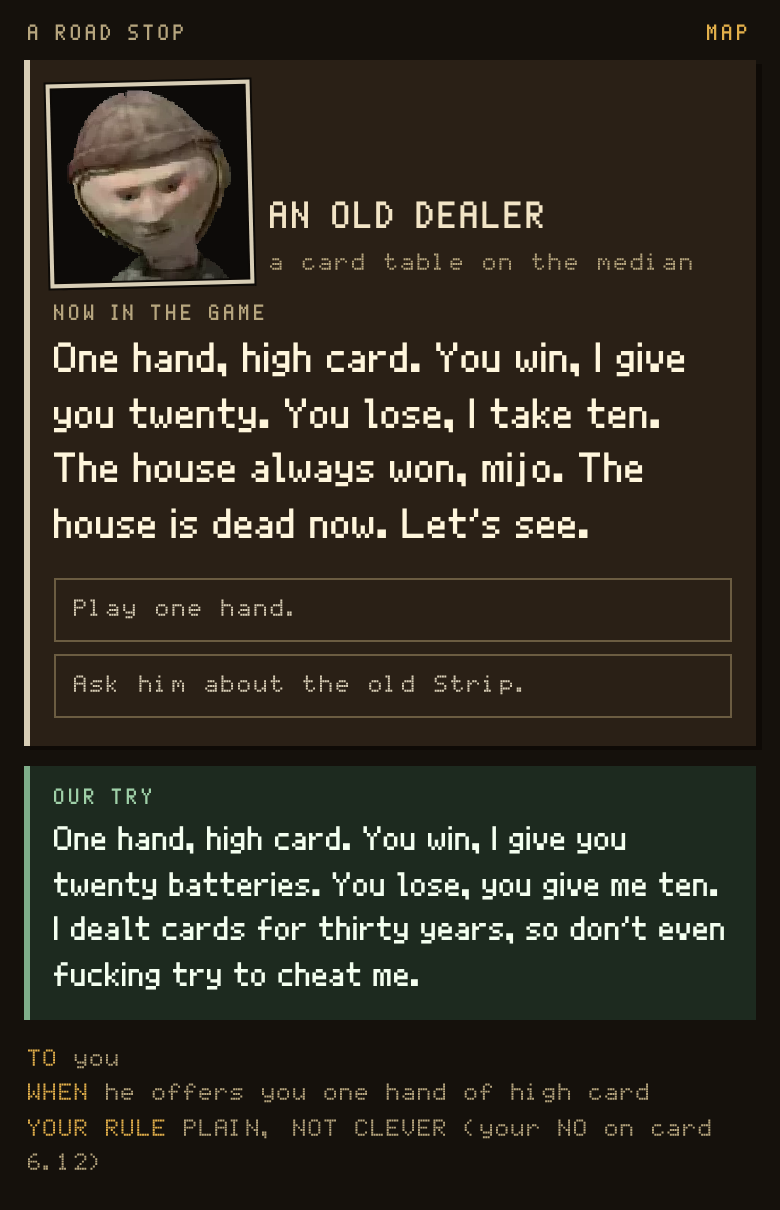 A ROAD STOP
MAP
AN OLD DEALER
a card table on the median
NOW IN THE GAME
One hand, high card. You win, I give
you twenty. You lose, I take ten.
The house always won, mijo. The
house is dead now. Let's see.
Play one hand.
Ask him about the old Strip.
OUR TRY
One hand, high card. You win, I give you
twenty batteries. You lose, you give me ten.
I dealt cards for thirty years, so don't even
fucking try to cheat me.
TO you
WHEN he offers you one hand of high card
YOUR RULE PLAIN, NOT CLEVER (your NO on card
6.12)